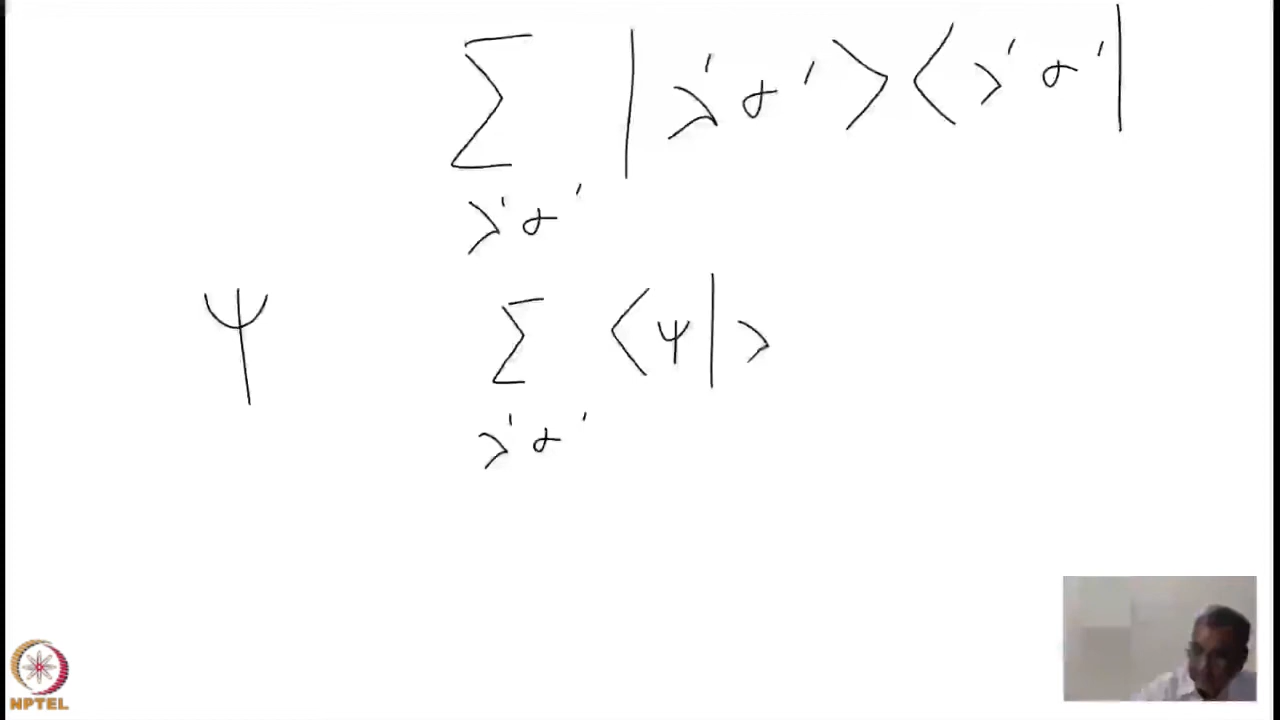 ∑ | λ' α' > < λ' α' |
λ' α'
ψ ∑ < ψ | λ
λ' α'
NPTEL